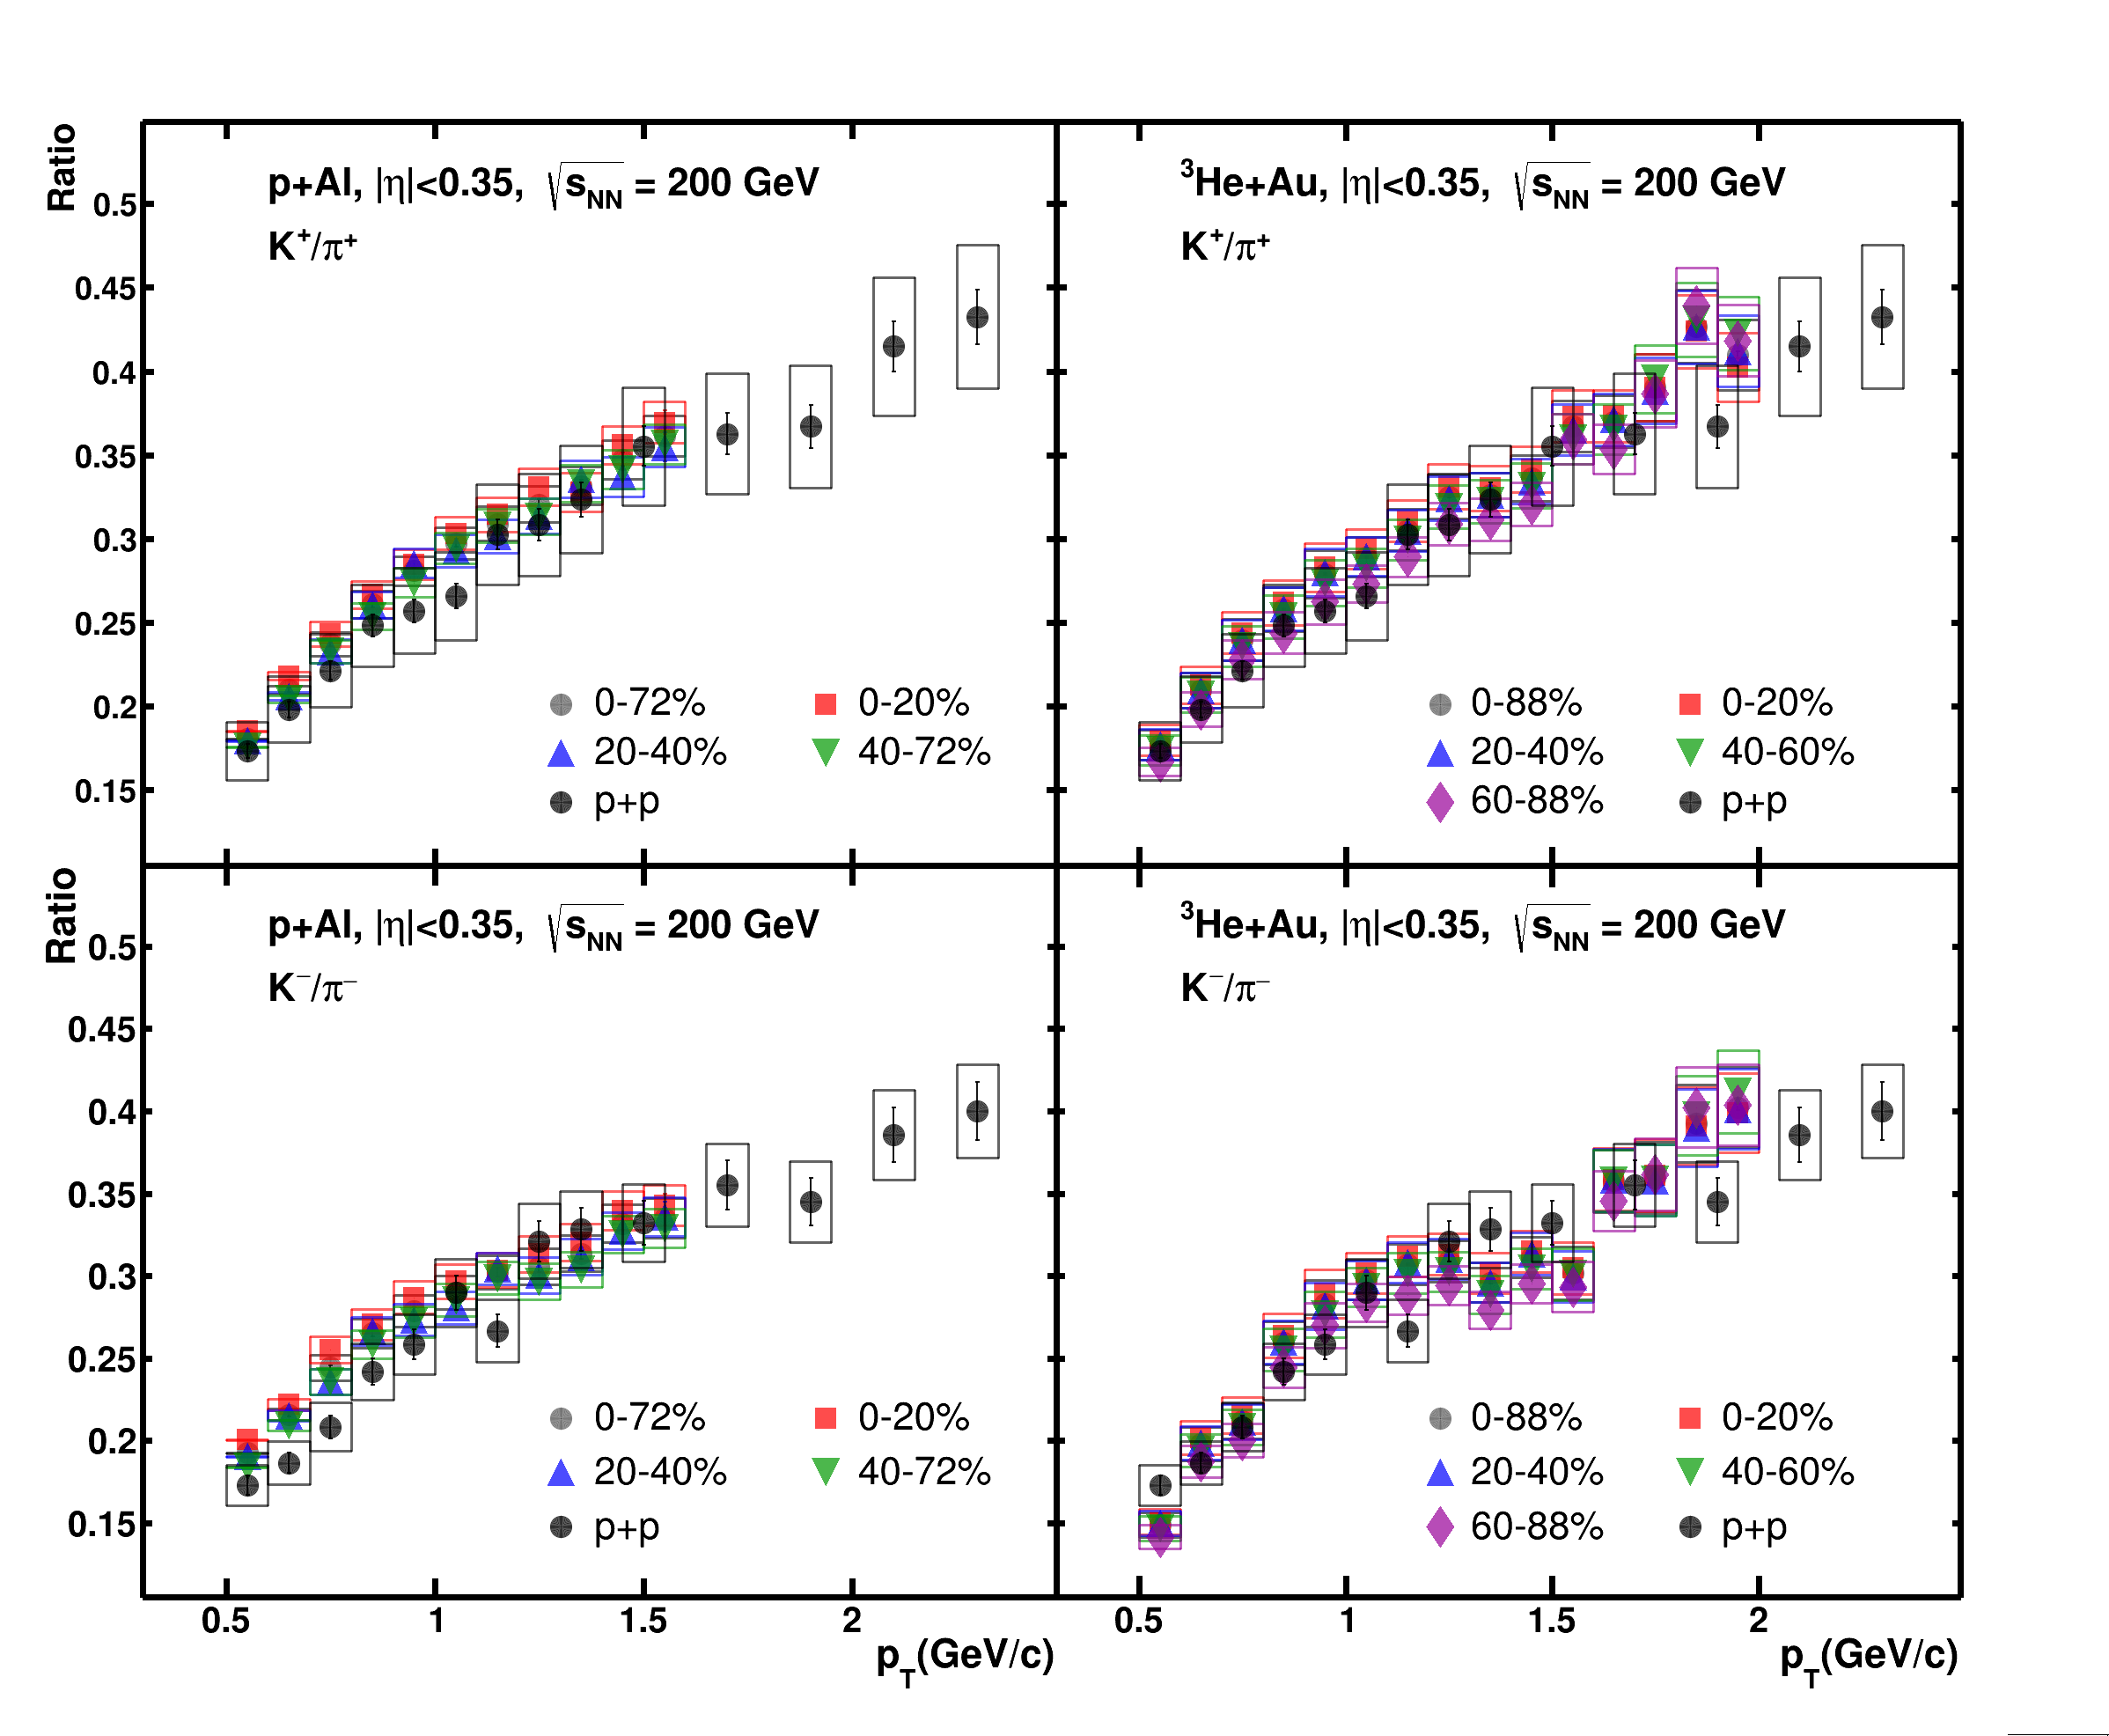 Ratio
p+Al, |η|<0.35, √sNN = 200 GeV
K+/π+
0.5
0.45
0.4
0.35
0.3
0.25
0.2
0.15
0-72%
0-20%
20-40%
40-72%
p+p
3He+Au, |η|<0.35, √sNN = 200 GeV
K+/π+
0-88%
0-20%
20-40%
40-60%
60-88%
p+p
Ratio
p+Al, |η|<0.35, √sNN = 200 GeV
K−/π−
0.5
0.45
0.4
0.35
0.3
0.25
0.2
0.15
0-72%
0-20%
20-40%
40-72%
p+p
0.5 1 1.5 2
pT(GeV/c)
3He+Au, |η|<0.35, √sNN = 200 GeV
K−/π−
0-88%
0-20%
20-40%
40-60%
60-88%
p+p
0.5 1 1.5 2
pT(GeV/c)